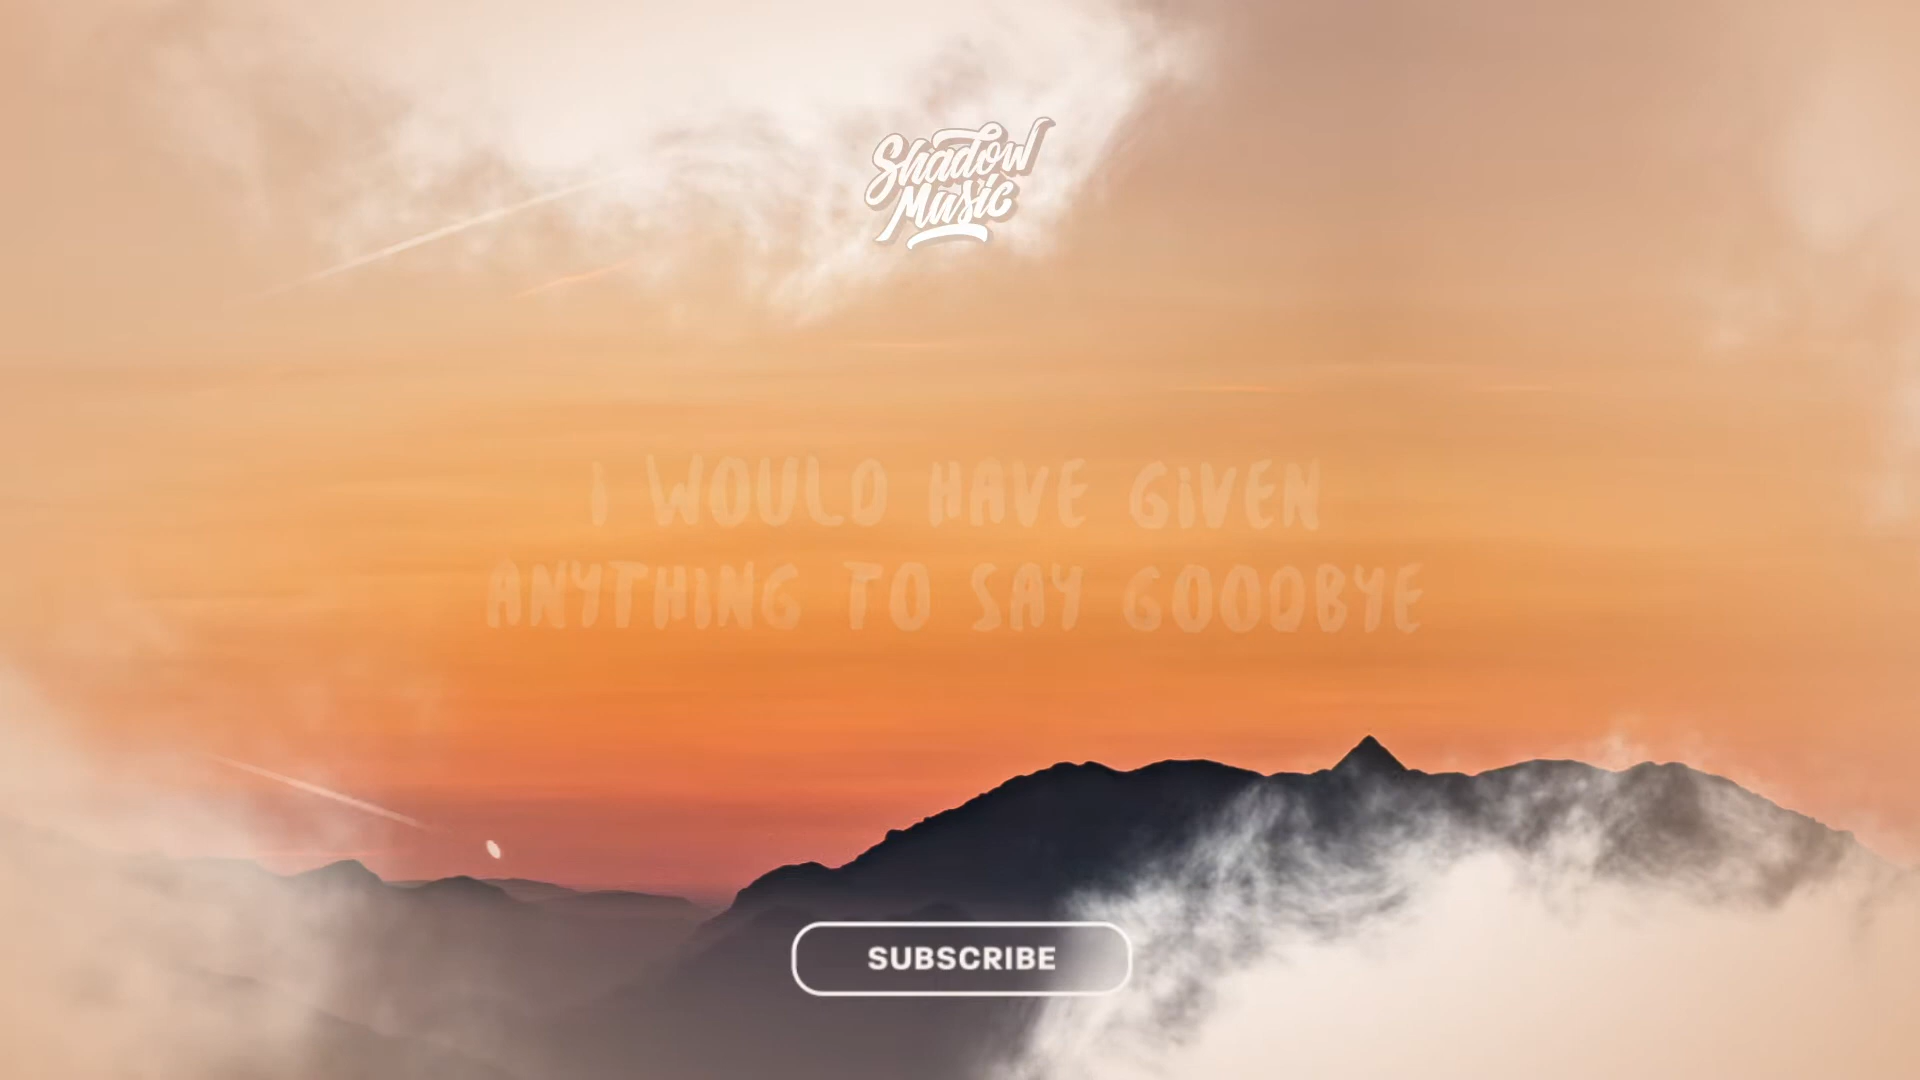 Shadow
Music
I WOULD HAVE GIVEN
ANYTHING TO SAY GOODBYE
SUBSCRIBE